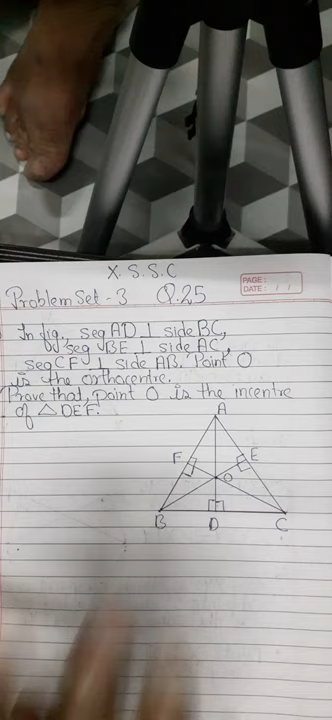 X. S. S. C
PAGE:
DATE: / /
Problem Set - 3 Q.25
In fig, seg AD ⊥ side BC,
seg BE ⊥ side AC,
seg CF ⊥ side AB. Point O
is the orthocentre.
Prove that, point O is the incentre
of △ DEF.
A
F
E
O
B
D
C